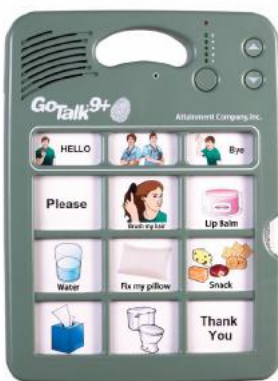 GoTalk 9+
Attainment Company, Inc.
HELLO
Bye
Please
Brush my hair
Lip Balm
Water
Fix my pillow
Snack
Thank
You